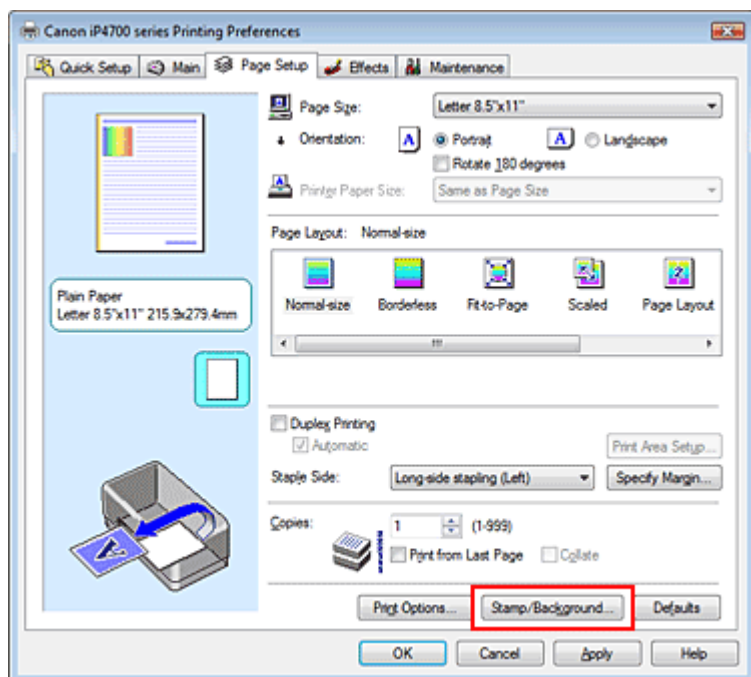 Canon iP4700 series Printing Preferences
Quick Setup Main Page Setup Effects Maintenance
Page Size: Letter 8.5"x11"
Orientation: A Portrait A Landscape
Rotate 180 degrees
Printer Paper Size: Same as Page Size
Page Layout: Normal-size
Normal-size Borderless Fit-to-Page Scaled Page Layout
Plain Paper
Letter 8.5"x11" 215.9x279.4mm
Duplex Printing
Automatic
Print Area Setup...
Staple Side: Long-side stapling (Left) Specify Margin...
Copies: 1 (1-999)
Print from Last Page Collate
Print Options... Stamp/Background... Defaults
OK Cancel Apply Help